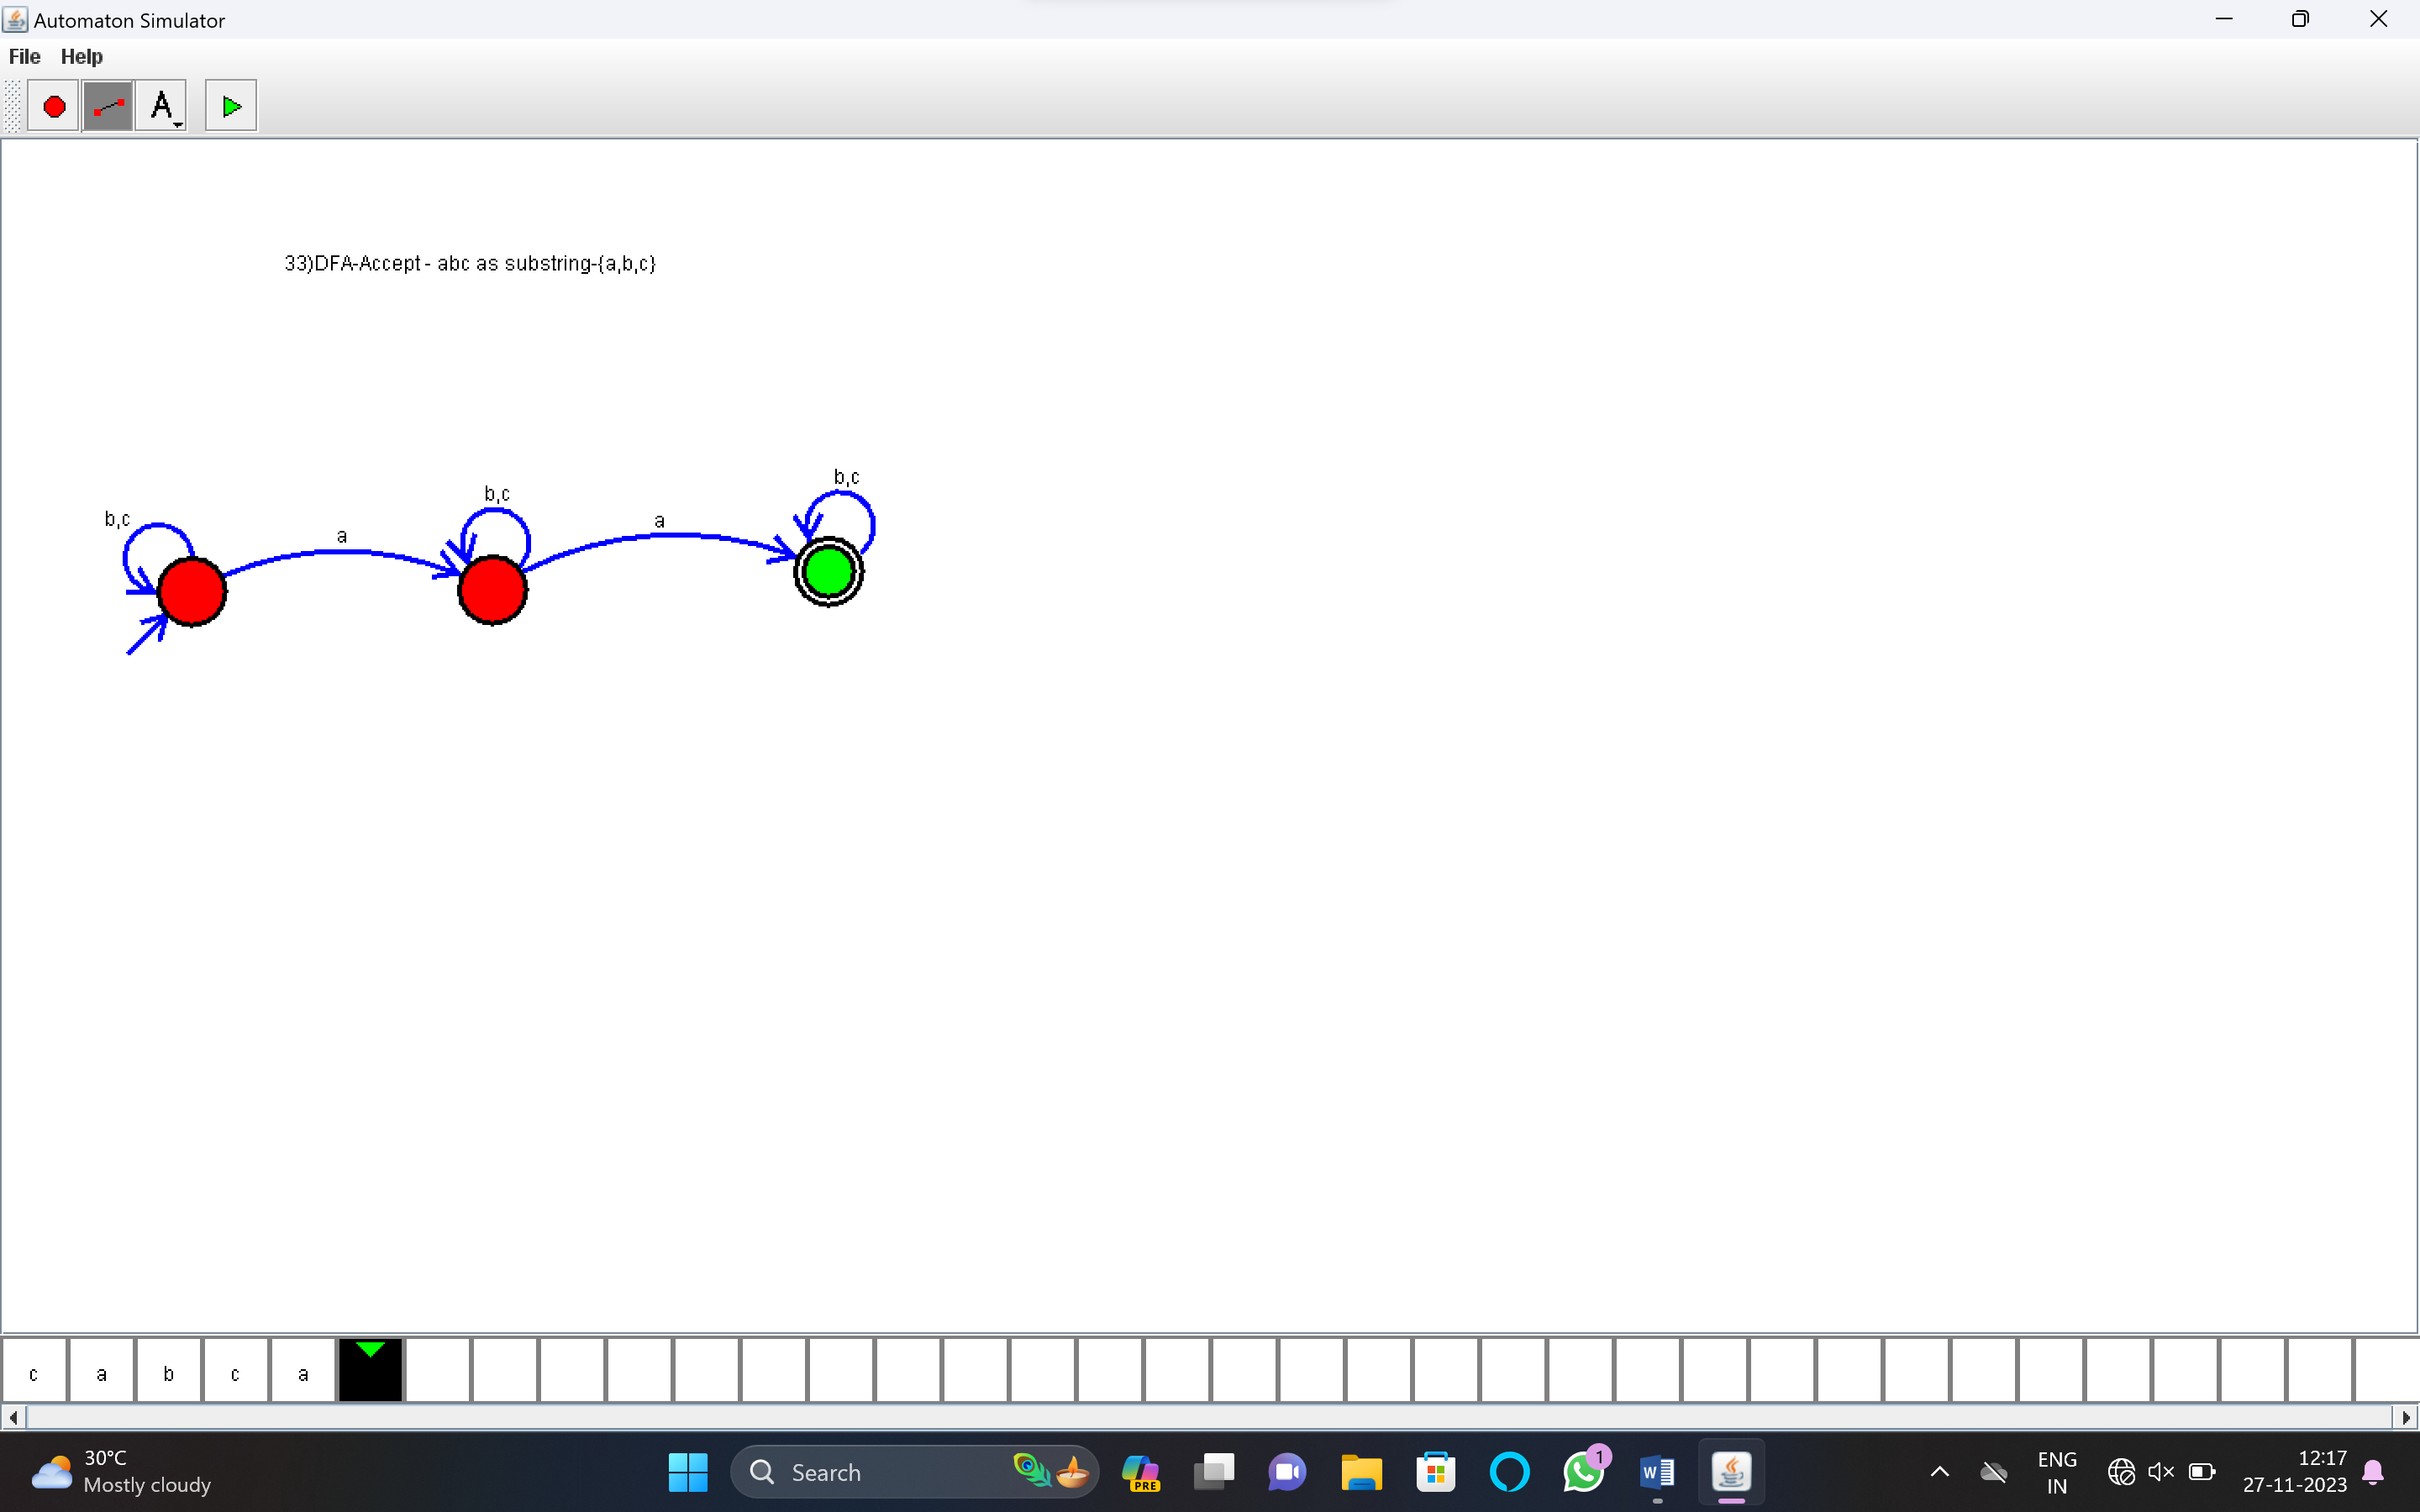 Automaton Simulator
File Help
A
33)DFA-Accept - abc as substring-{a,b,c}
b,c
b,c
b,c
a
a
c a b c a
30°C
Mostly cloudy
Search
PRE
1
W
ENG
IN
12:17
27-11-2023